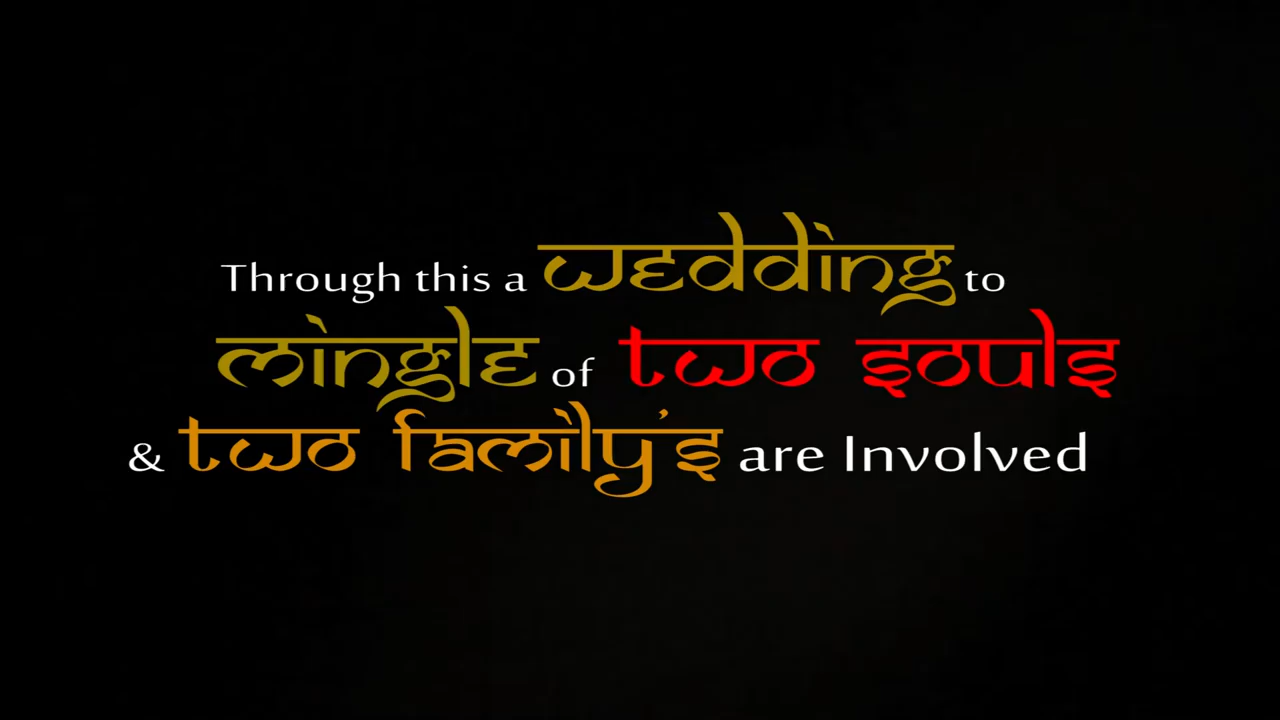 Through this a wedding to
mingle of two souls
& two family's are Involved